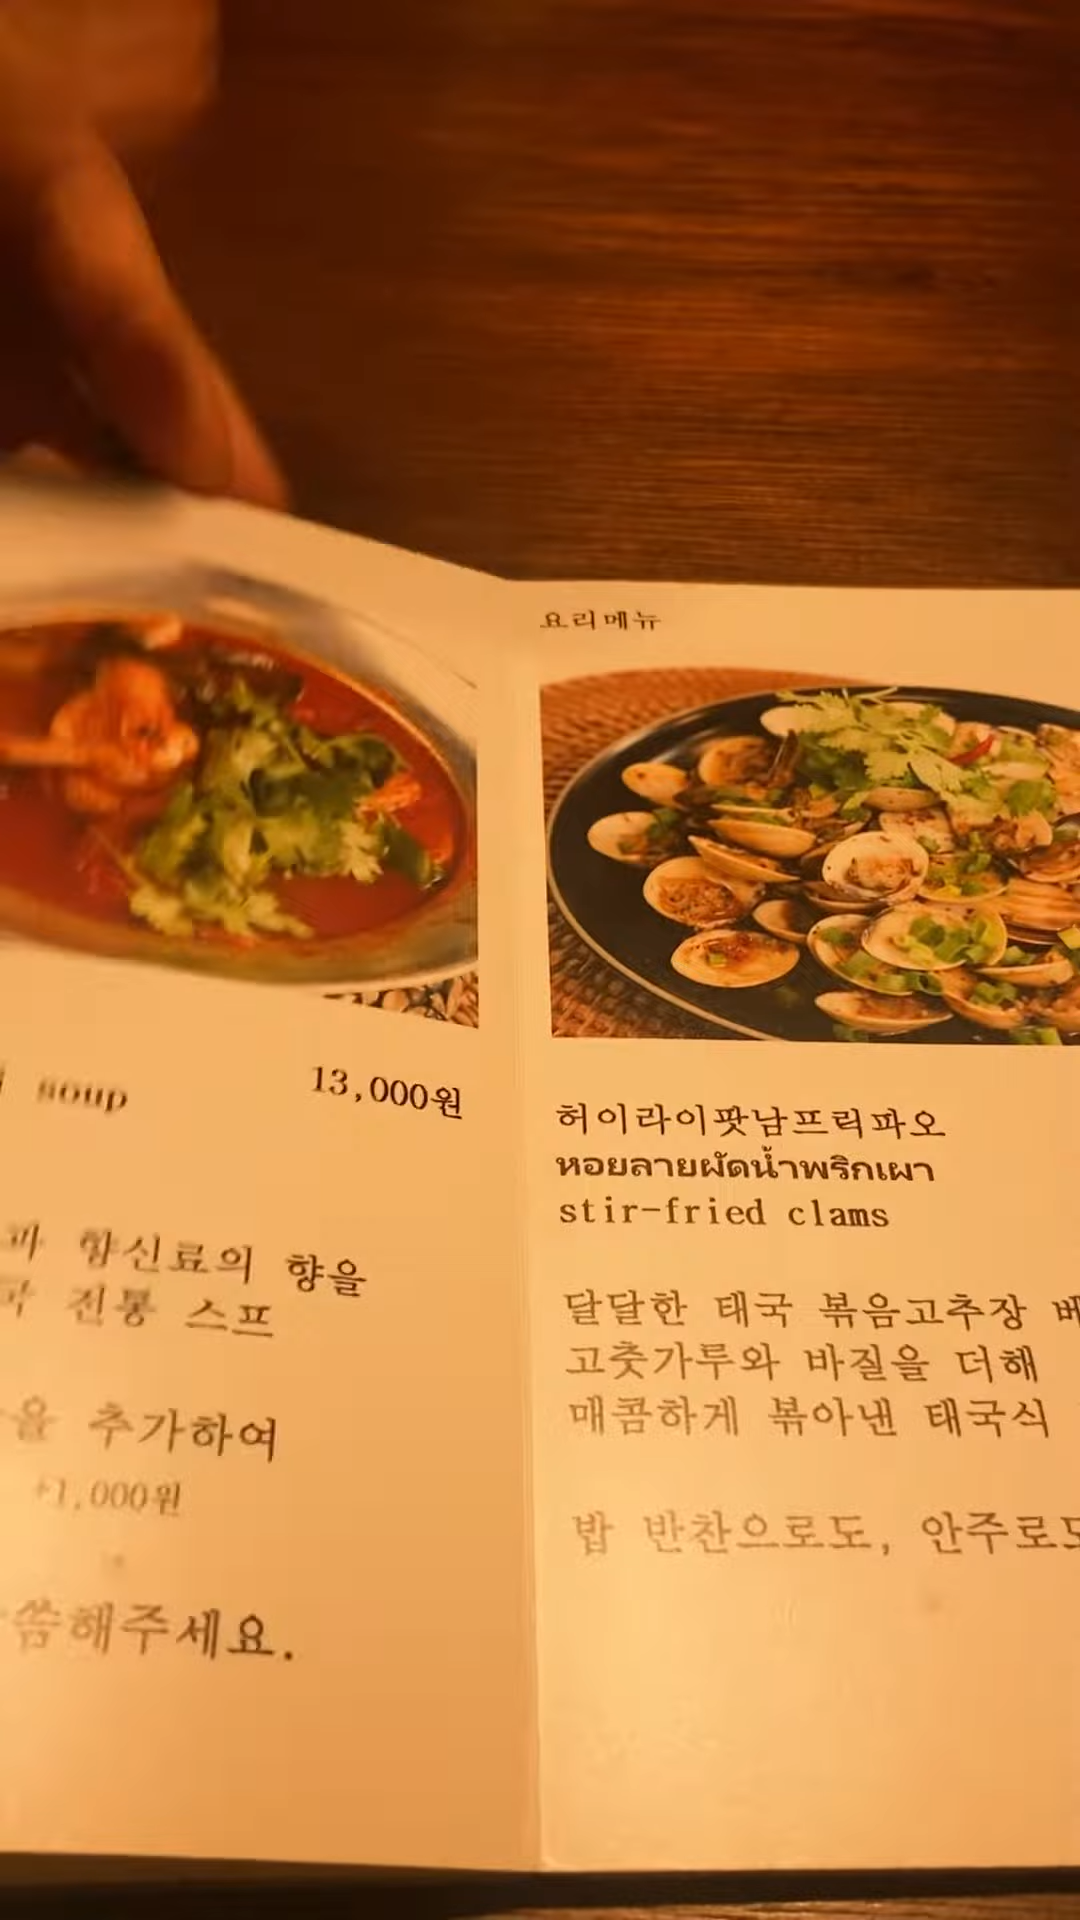 soup
13,000원
향신료의 향을
전통 스프
추가하여
+1,000원
씀해주세요.
요리메뉴
허이라이팟남프릭파오
หอยลายผัดน้ำพริกเผา
stir-fried clams
달달한 태국 볶음고추장
고춧가루와 바질을 더해
매콤하게 볶아낸 태국식
밥 반찬으로도, 안주로도